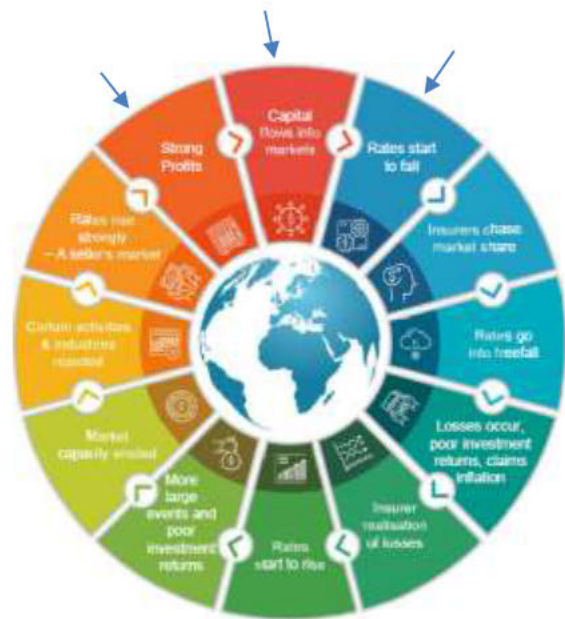 Capital
flows into
markets
Rates start
to fall
Insurers chase
market share
Rates go
into freefall
Losses occur,
poor investment
returns, claims
inflation
Insurer
realisation
of losses
Rates
start to rise
More
large
events and
poor
investment
returns
Market
capacity eroded
Certain activities
& industries
rejected
Rates rise
strongly
– A seller's market
Strong
Profits